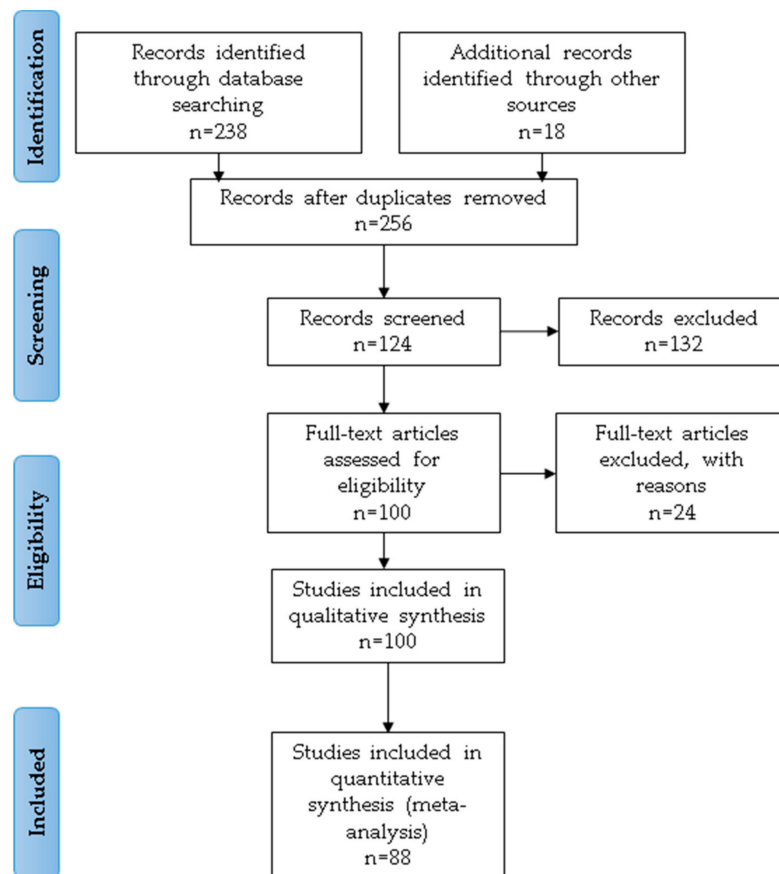 Identification
Records identified
through database
searching
n=238
Additional records
identified through other
sources
n=18
Records after duplicates removed
n=256
Screening
Records screened
n=124
Records excluded
n=132
Eligibility
Full-text articles
assessed for
eligibility
n=100
Full-text articles
excluded, with
reasons
n=24
Studies included in
qualitative synthesis
n=100
Included
Studies included in
quantitative
synthesis (meta-
analysis)
n=88